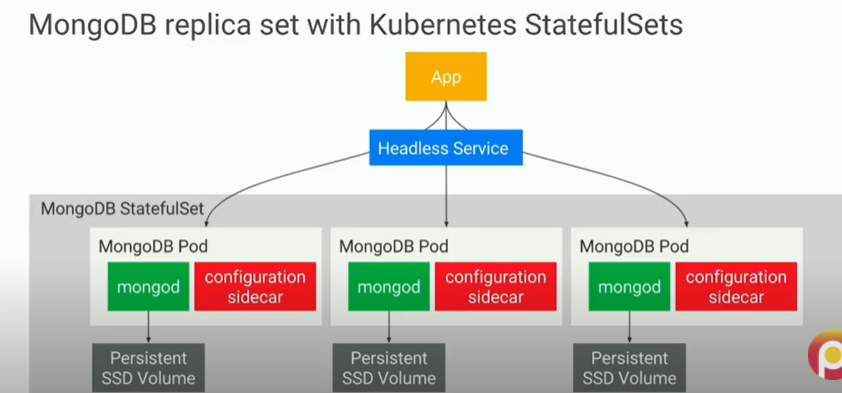 MongoDB replica set with Kubernetes StatefulSets
App
Headless Service
MongoDB StatefulSet
MongoDB Pod
mongod
configuration
sidecar
Persistent
SSD Volume
MongoDB Pod
mongod
configuration
sidecar
Persistent
SSD Volume
MongoDB Pod
mongod
configuration
sidecar
Persistent
SSD Volume